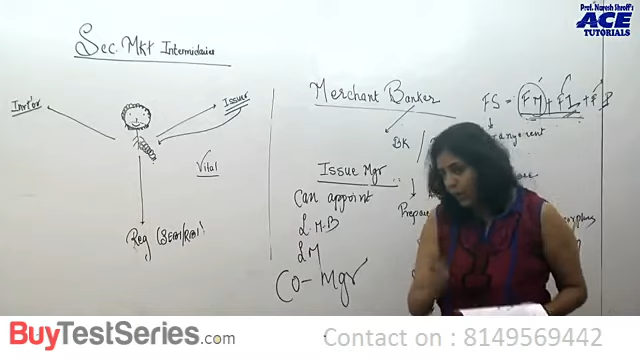 Prof. Naresh Shroff's
ACE
TUTORIALS
Sec. Mkt Intermediaries
Invtor
Issuer
Vital
Reg (SEBI/RBI)
Merchant Banker
FS = FM + FI +
BK /
Issue Mgr
Can appoint
L.M.B
LM
Co-Mgr
BuyTestSeries.com
Contact on : 8149569442